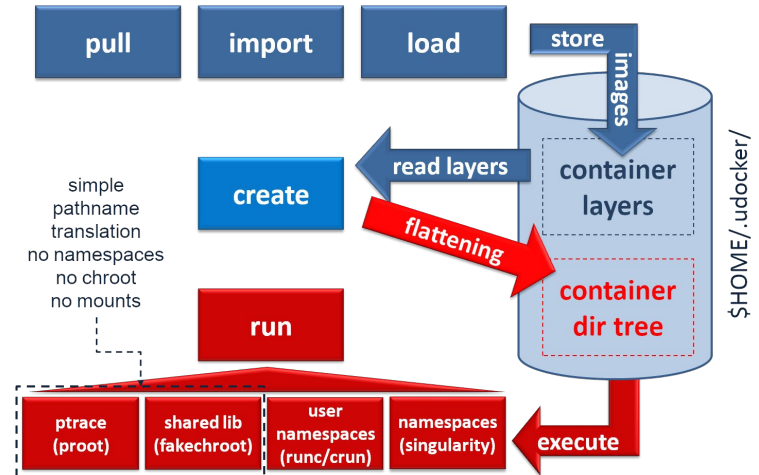 pull
import
load
store
images
read layers
container
layers
create
flattening
container
dir tree
$HOME/.udocker/
simple
pathname
translation
no namespaces
no chroot
no mounts
run
ptrace
(proot)
shared lib
(fakechroot)
user
namespaces
(runc/crun)
namespaces
(singularity)
execute